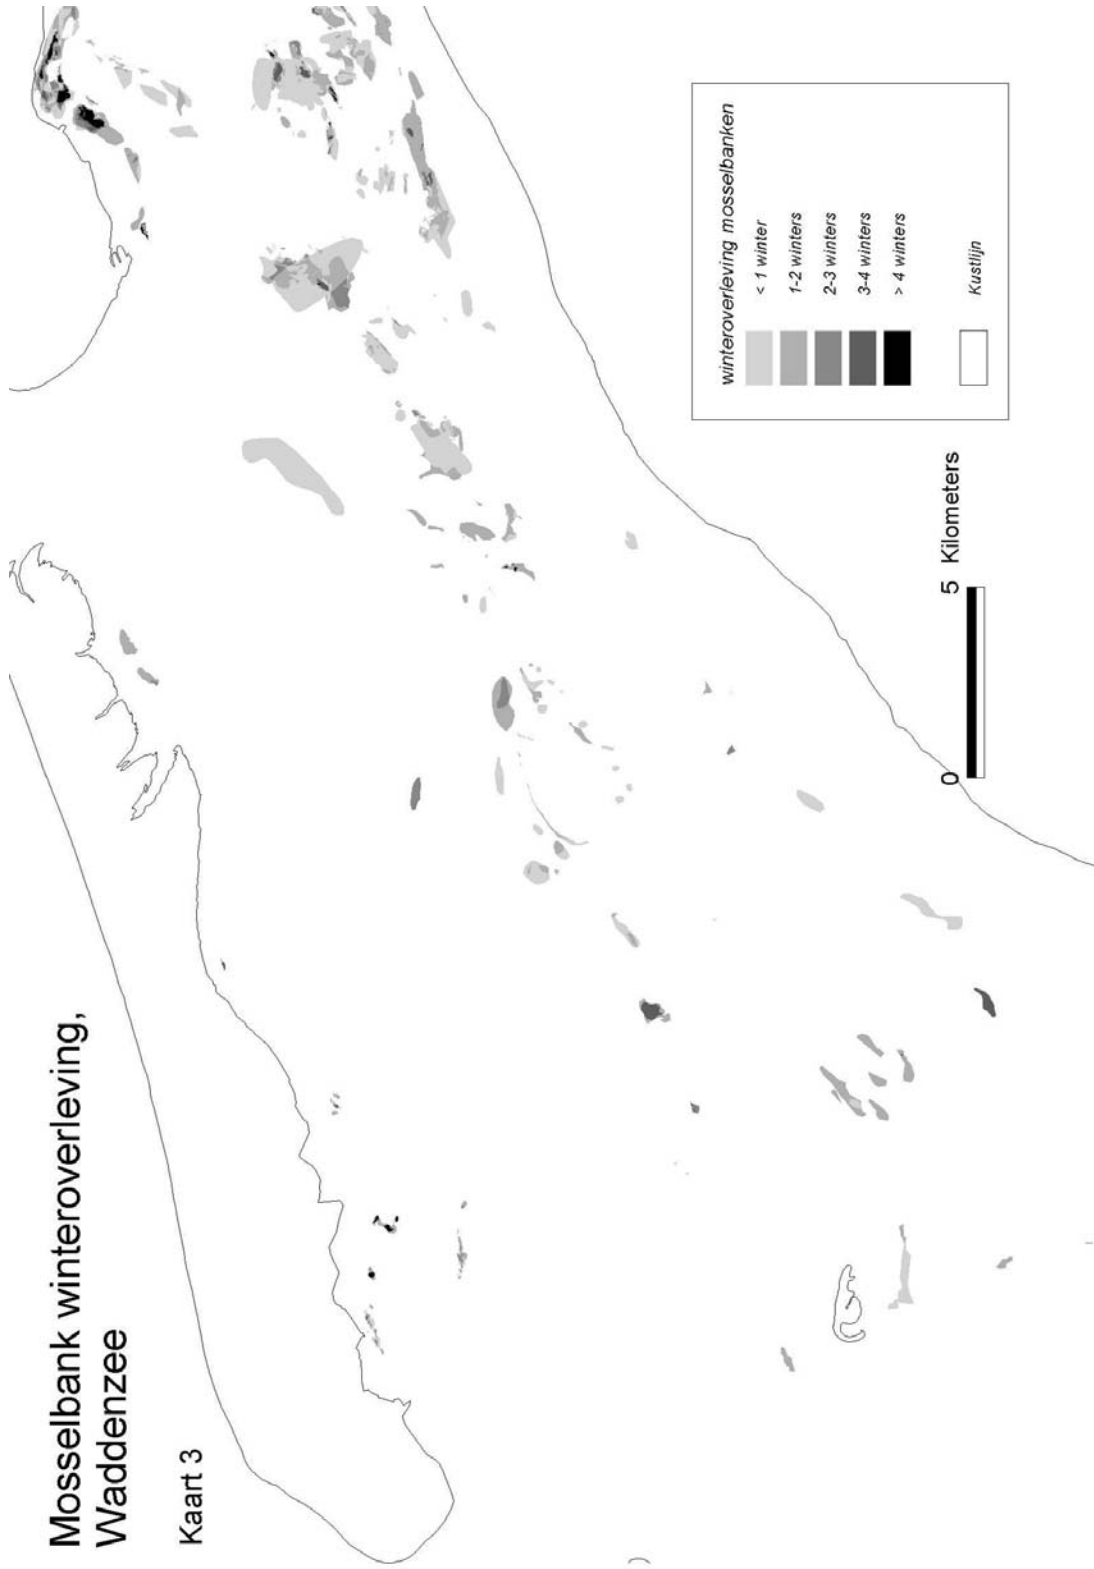 Mosselbank winteroverleving,
Waddenzee
Kaart 3
0 5 Kilometers
winteroverleving mosselbanken
< 1 winter
1-2 winters
2-3 winters
3-4 winters
> 4 winters
Kustlijn